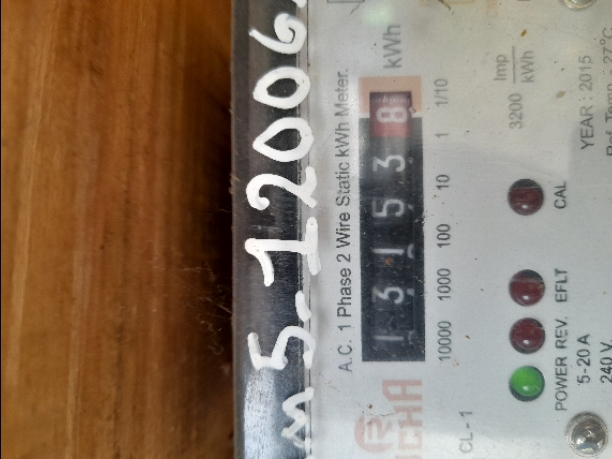 m 5-12006
A.C. 1 Phase 2 Wire Static kWh Meter.
1 3 1 5 3 8 kWh
10000 1000 100 10 1 1/10
CL-1
3200 Imp
kWh
POWER REV. EFLT CAL
5-20 A
YEAR : 2015
240 V.
27°C